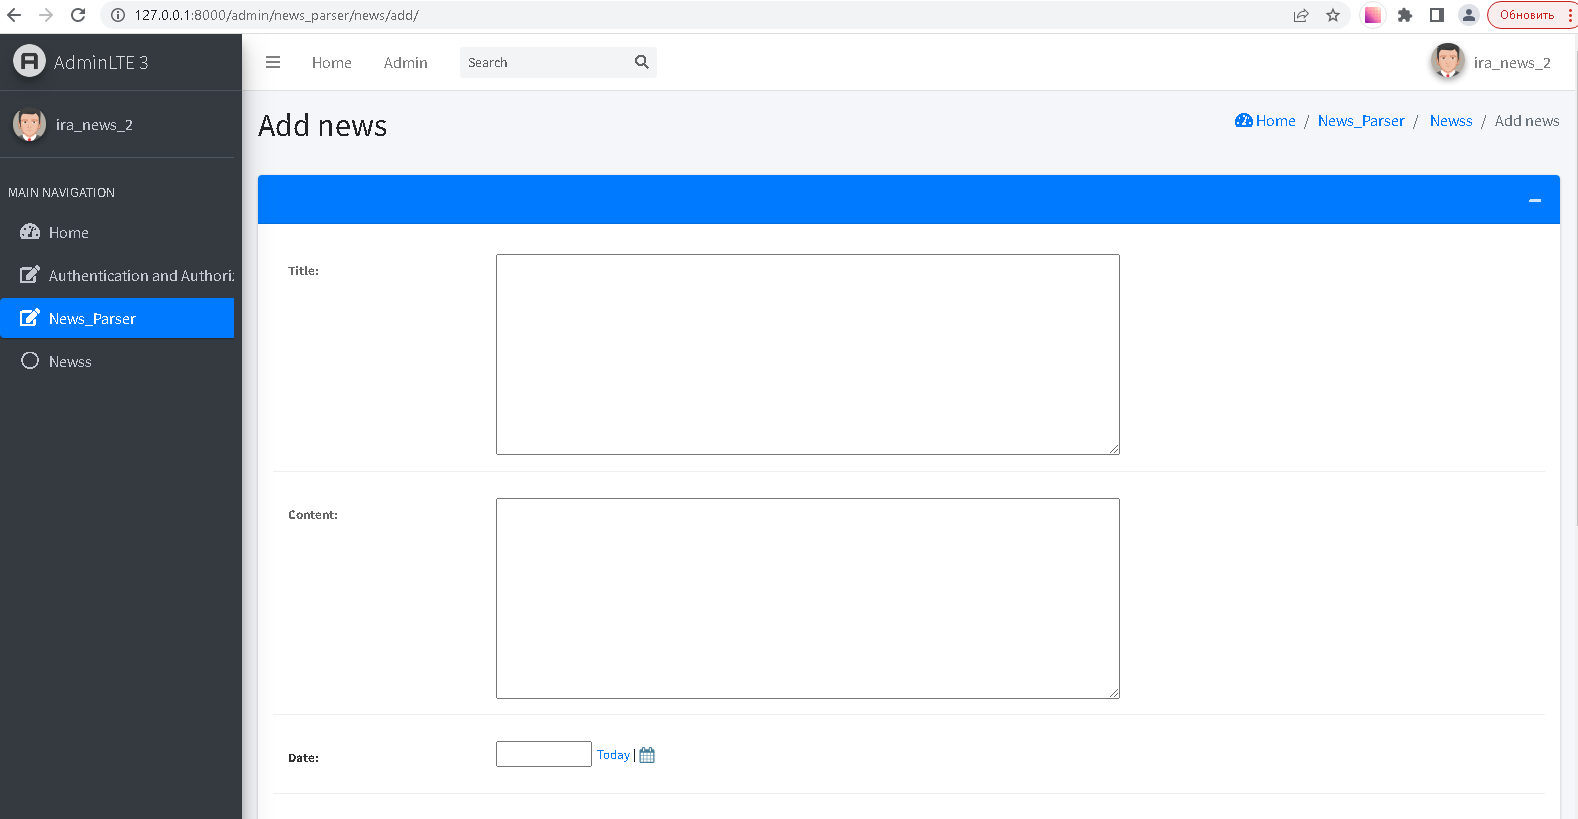 127.0.0.1:8000/admin/news_parser/news/add/
Обновить
AdminLTE 3
Home Admin Search ira_news_2
ira_news_2
Add news
Home / News_Parser / Newss / Add news
MAIN NAVIGATION
Home
Authentication and Authoriz
News_Parser
Newss
Title:
Content:
Date: Today |